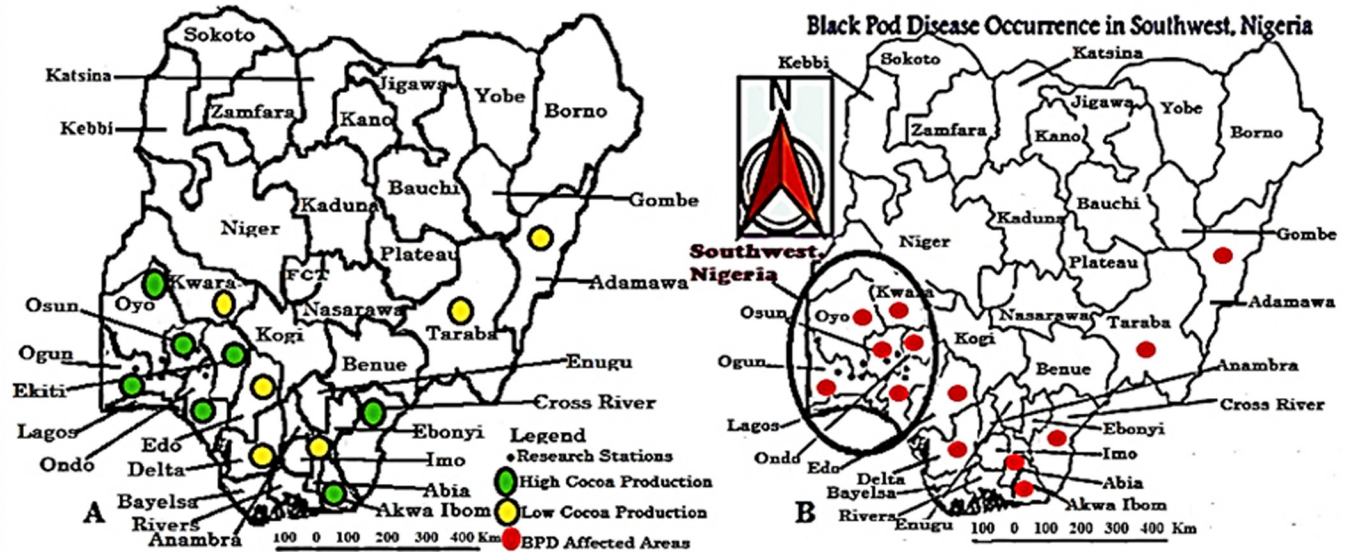 Sokoto
Katsina
Jigawa
Yobe
Borno
Zamfara
Kano
Kebbi
Bauchi
Gombe
Kaduna
Niger
Plateau
FCT
Kwara
Adamawa
Oyo
Nasarawa
Osun
Taraba
Kogi
Ogun
Benue
Enugu
Ekiti
Cross River
Lagos
Edo
Ebonyi
Ondo
Delta
Imo
Bayelsa
Abia
Rivers
Akwa Ibom
Anambra
A
100 0 100 200 300 400 Km
Legend
Research Stations
High Cocoa Production
Low Cocoa Production
BPD Affected Areas
Black Pod Disease Occurrence in Southwest, Nigeria
N
Kebbi
Sokoto
Katsina
Jigawa
Yobe
Zamfara
Kano
Borno
Bauchi
Kaduna
Niger
Gombe
Southwest,
Nigeria
Plateau
(Kwara
Adamawa
Osun
Oyo
Nasarawa
Taraba
Kogi
Ogun
Benue
Anambra
Cross River
Lagos
Ebonyi
Ondo
Edo
Imo
Delta
Abia
Bayelsa
Akwa Ibom
Rivers
Enugu
B
100 0 100 200 300 400 Km